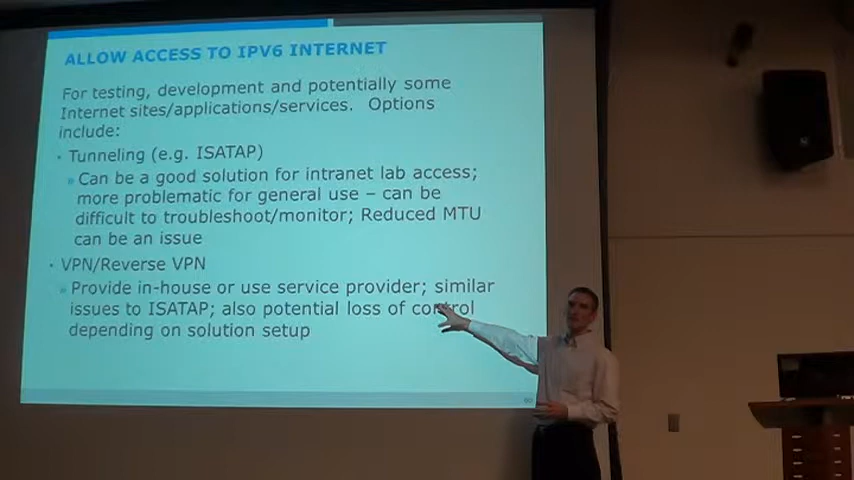 ALLOW ACCESS TO IPV6 INTERNET
For testing, development and potentially some
Internet sites/applications/services. Options
include:
· Tunneling (e.g. ISATAP)
Can be a good solution for intranet lab access;
more problematic for general use – can be
difficult to troubleshoot/monitor; Reduced MTU
can be an issue
· VPN/Reverse VPN
Provide in-house or use service provider; similar
issues to ISATAP; also potential loss of control
depending on solution setup